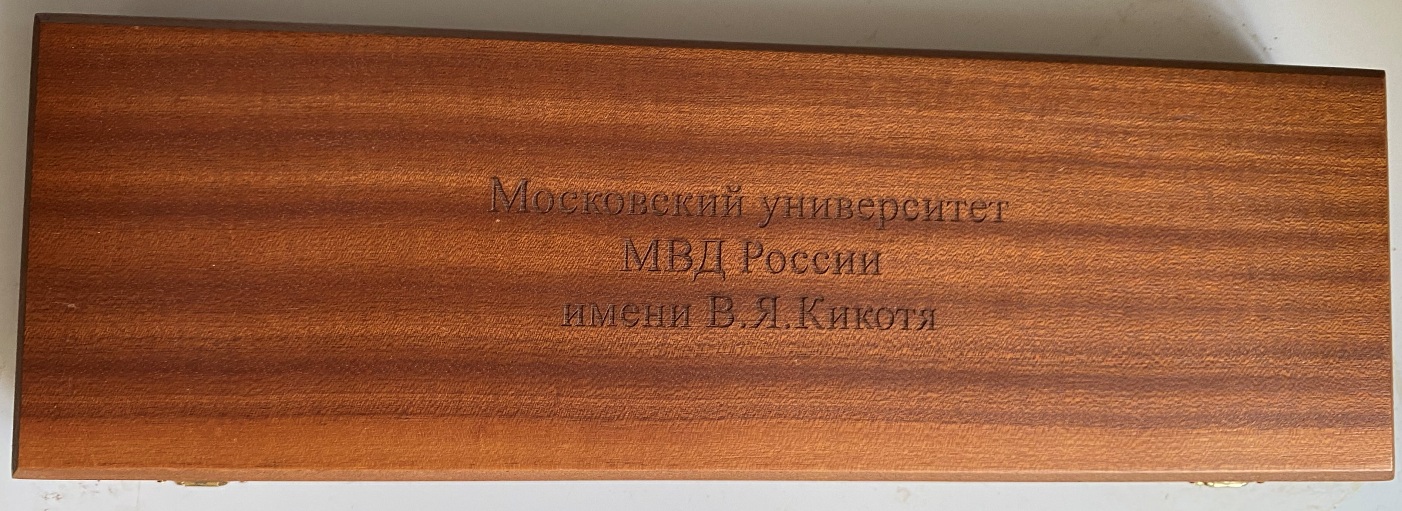 Московский университет
МВД России
имени В.Я.Кикотя